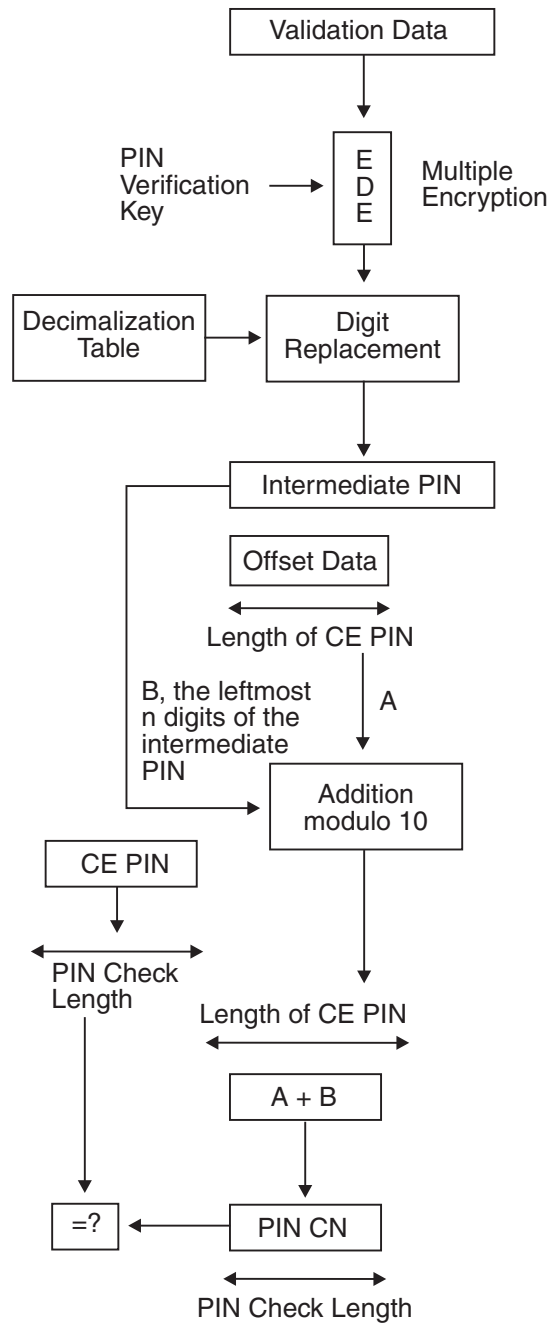 Validation Data
PIN
Verification
Key
E
D
E
Multiple
Encryption
Decimalization
Table
Digit
Replacement
Intermediate PIN
Offset Data
Length of CE PIN
B, the leftmost
n digits of the
intermediate
PIN
A
Addition
modulo 10
CE PIN
PIN Check
Length
Length of CE PIN
A + B
=?
PIN CN
PIN Check Length